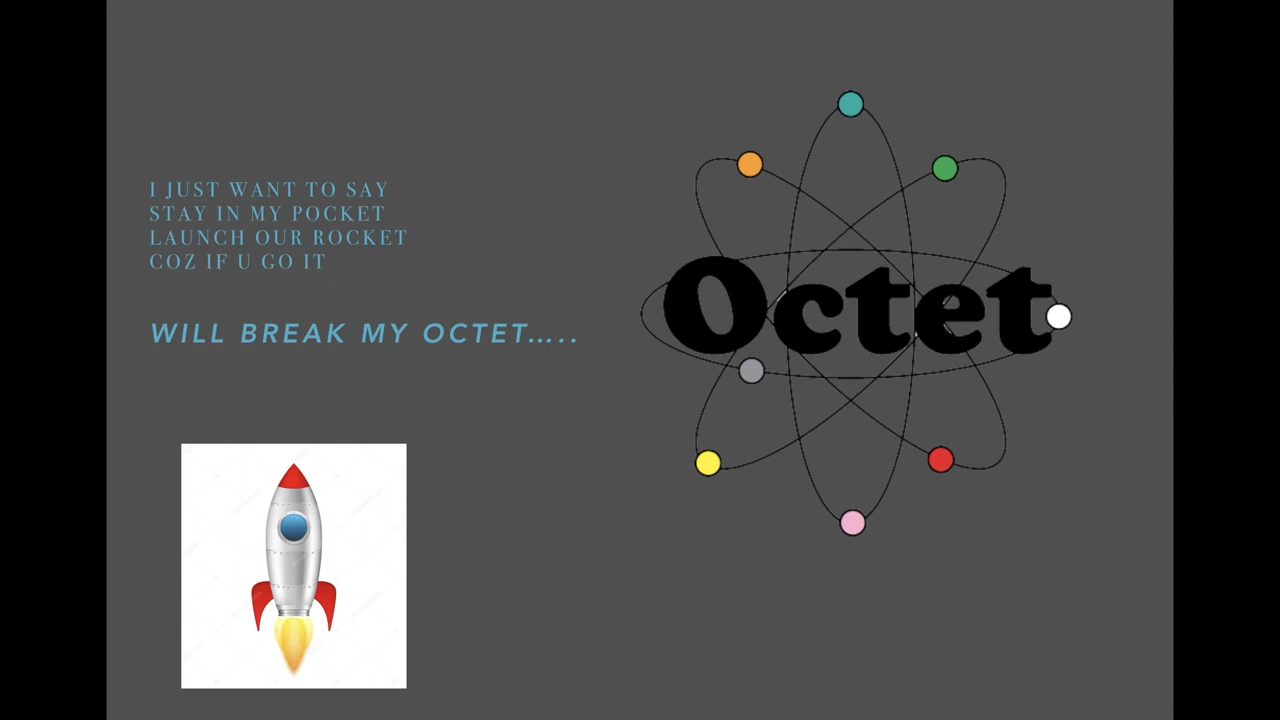 I JUST WANT TO SAY
STAY IN MY POCKET
LAUNCH OUR ROCKET
COZ IF U GO IT
WILL BREAK MY OCTET.....
Octet